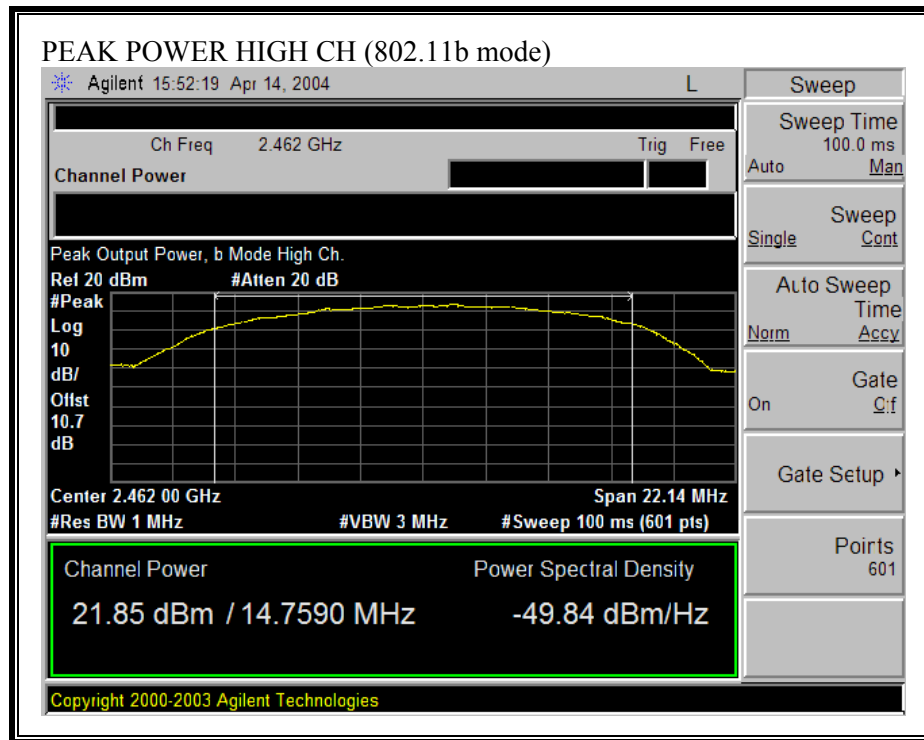 PEAK POWER HIGH CH (802.11b mode)
Agilent 15:52:19 Apr 14, 2004 L
Sweep
Ch Freq 2.462 GHz Trig Free
Channel Power
Sweep Time
100.0 ms
Auto Man
Sweep
Single Cont
Auto Sweep
Time
Norm Accy
Gate
On Off
Gate Setup
Points
601
Peak Output Power, b Mode High Ch.
Ref 20 dBm #Atten 20 dB
#Peak
Log
10
dB/
Offst
10.7
dB
Center 2.462 00 GHz Span 22.14 MHz
#Res BW 1 MHz #VBW 3 MHz #Sweep 100 ms (601 pts)
Channel Power Power Spectral Density
21.85 dBm / 14.7590 MHz -49.84 dBm/Hz
Copyright 2000-2003 Agilent Technologies